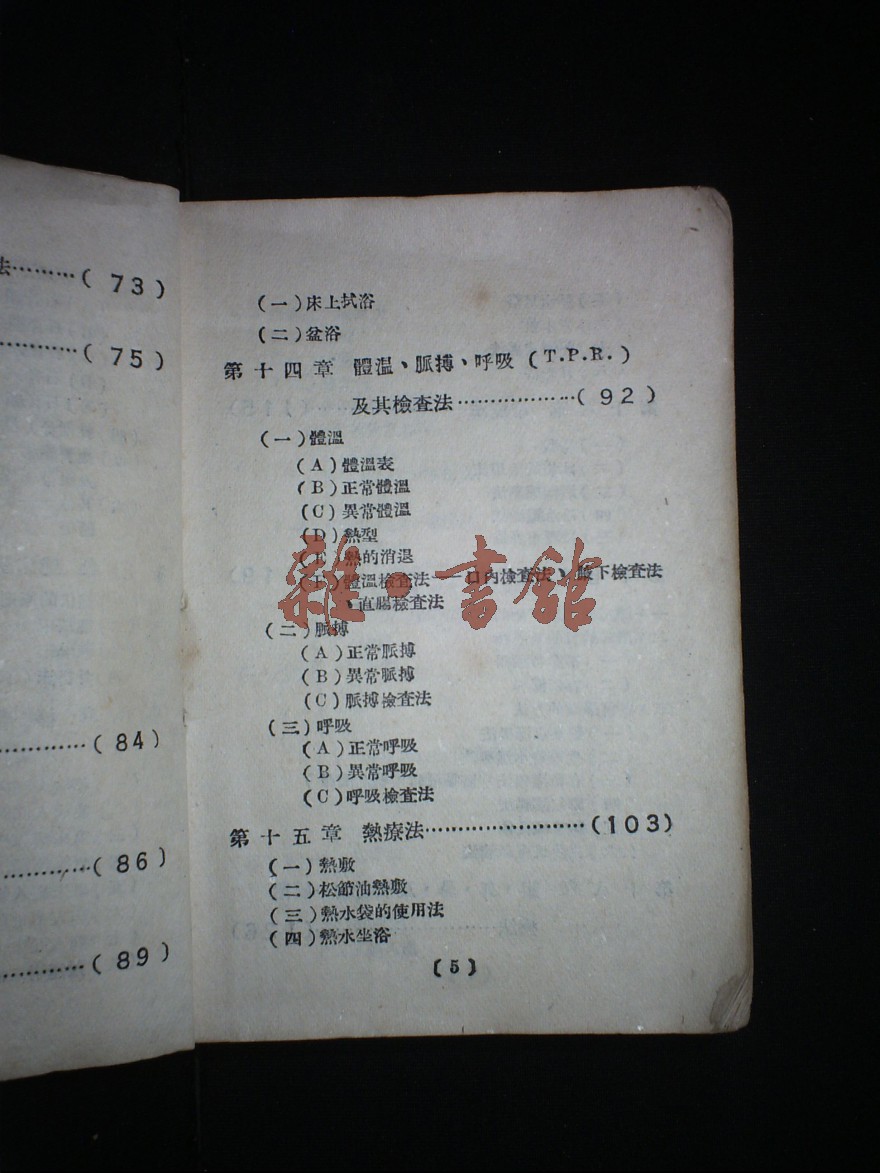 法………( 73 )
………( 75 )
………( 84 )
………( 86 )
………( 89 )
(一)床上拭浴
(二)盆浴
第十四章 體温、脈搏、呼吸(T.P.R.)
及其檢查法………………( 92 )
(一)體溫
(A)體溫表
(B)正常體溫
(C)異常體溫
(D)熱型
(E)熱的消退
(F)體溫檢查法——口內檢查法、腋下檢查法
、直腸檢查法
(二)脈搏
(A)正常脈搏
(B)異常脈搏
(C)脈搏檢查法
(三)呼吸
(A)正常呼吸
(B)異常呼吸
(C)呼吸檢查法
第十五章 熱療法……………………(103)
(一)熱敷
(二)松節油熱敷
(三)熱水袋的使用法
(四)熱水坐浴
(5)
雜·書館